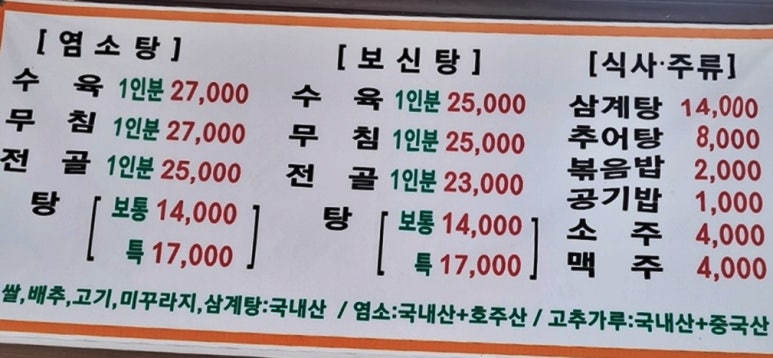 [염소탕]
수육 1인분 27,000
무침 1인분 27,000
전골 1인분 25,000
탕 [보통 14,000
특 17,000]
[보신탕]
수육 1인분 25,000
무침 1인분 25,000
전골 1인분 23,000
탕 [보통 14,000
특 17,000]
[식사·주류]
삼계탕 14,000
추어탕 8,000
볶음밥 2,000
공기밥 1,000
소주 4,000
맥주 4,000
쌀,배추,고기,미꾸라지,삼계탕:국내산 / 염소:국내산+호주산 / 고추가루:국내산+중국산